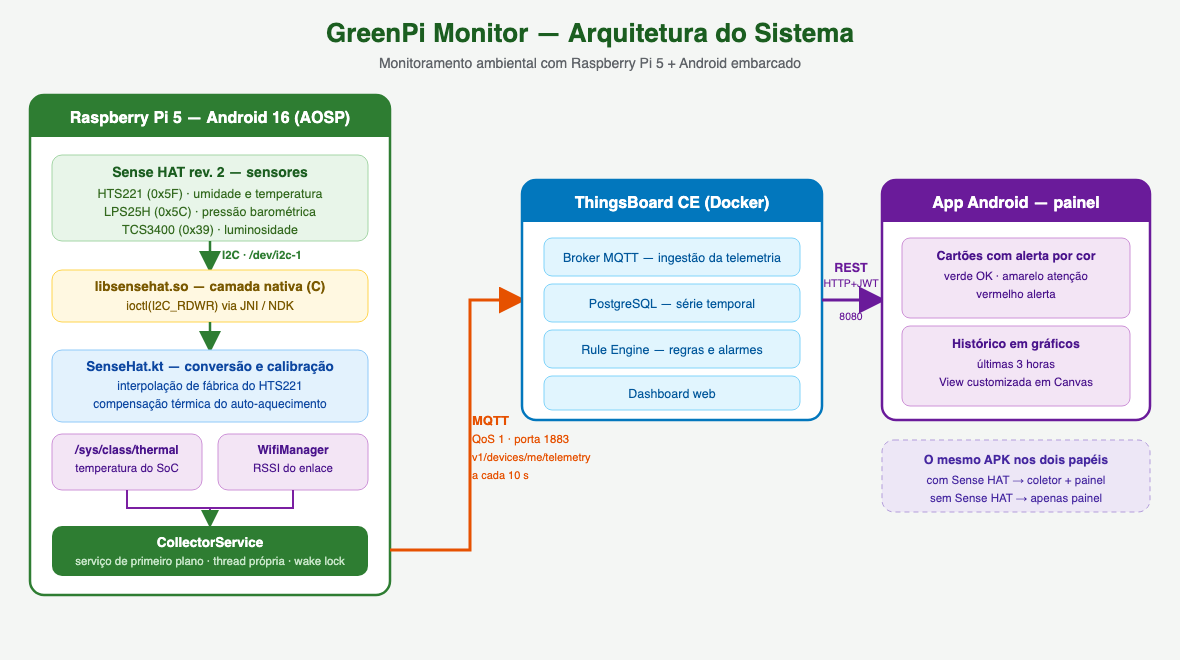 GreenPi Monitor — Arquitetura do Sistema
Monitoramento ambiental com Raspberry Pi 5 + Android embarcado
Raspberry Pi 5 — Android 16 (AOSP)
Sense HAT rev. 2 — sensores
HTS221 (0x5F) · umidade e temperatura
LPS25H (0x5C) · pressão barométrica
TCS3400 (0x39) · luminosidade
I2C · /dev/i2c-1
libsensehat.so — camada nativa (C)
ioctl(I2C_RDWR) via JNI / NDK
SenseHat.kt — conversão e calibração
interpolação de fábrica do HTS221
compensação térmica do auto-aquecimento
/sys/class/thermal
temperatura do SoC
WifiManager
RSSI do enlace
CollectorService
serviço de primeiro plano · thread própria · wake lock
MQTT
QoS 1 · porta 1883
v1/devices/me/telemetry
a cada 10 s
ThingsBoard CE (Docker)
Broker MQTT — ingestão da telemetria
PostgreSQL — série temporal
Rule Engine — regras e alarmes
Dashboard web
REST
HTTP+JWT
8080
App Android — painel
Cartões com alerta por cor
verde OK · amarelo atenção
vermelho alerta
Histórico em gráficos
últimas 3 horas
View customizada em Canvas
O mesmo APK nos dois papéis
com Sense HAT → coletor + painel
sem Sense HAT → apenas painel